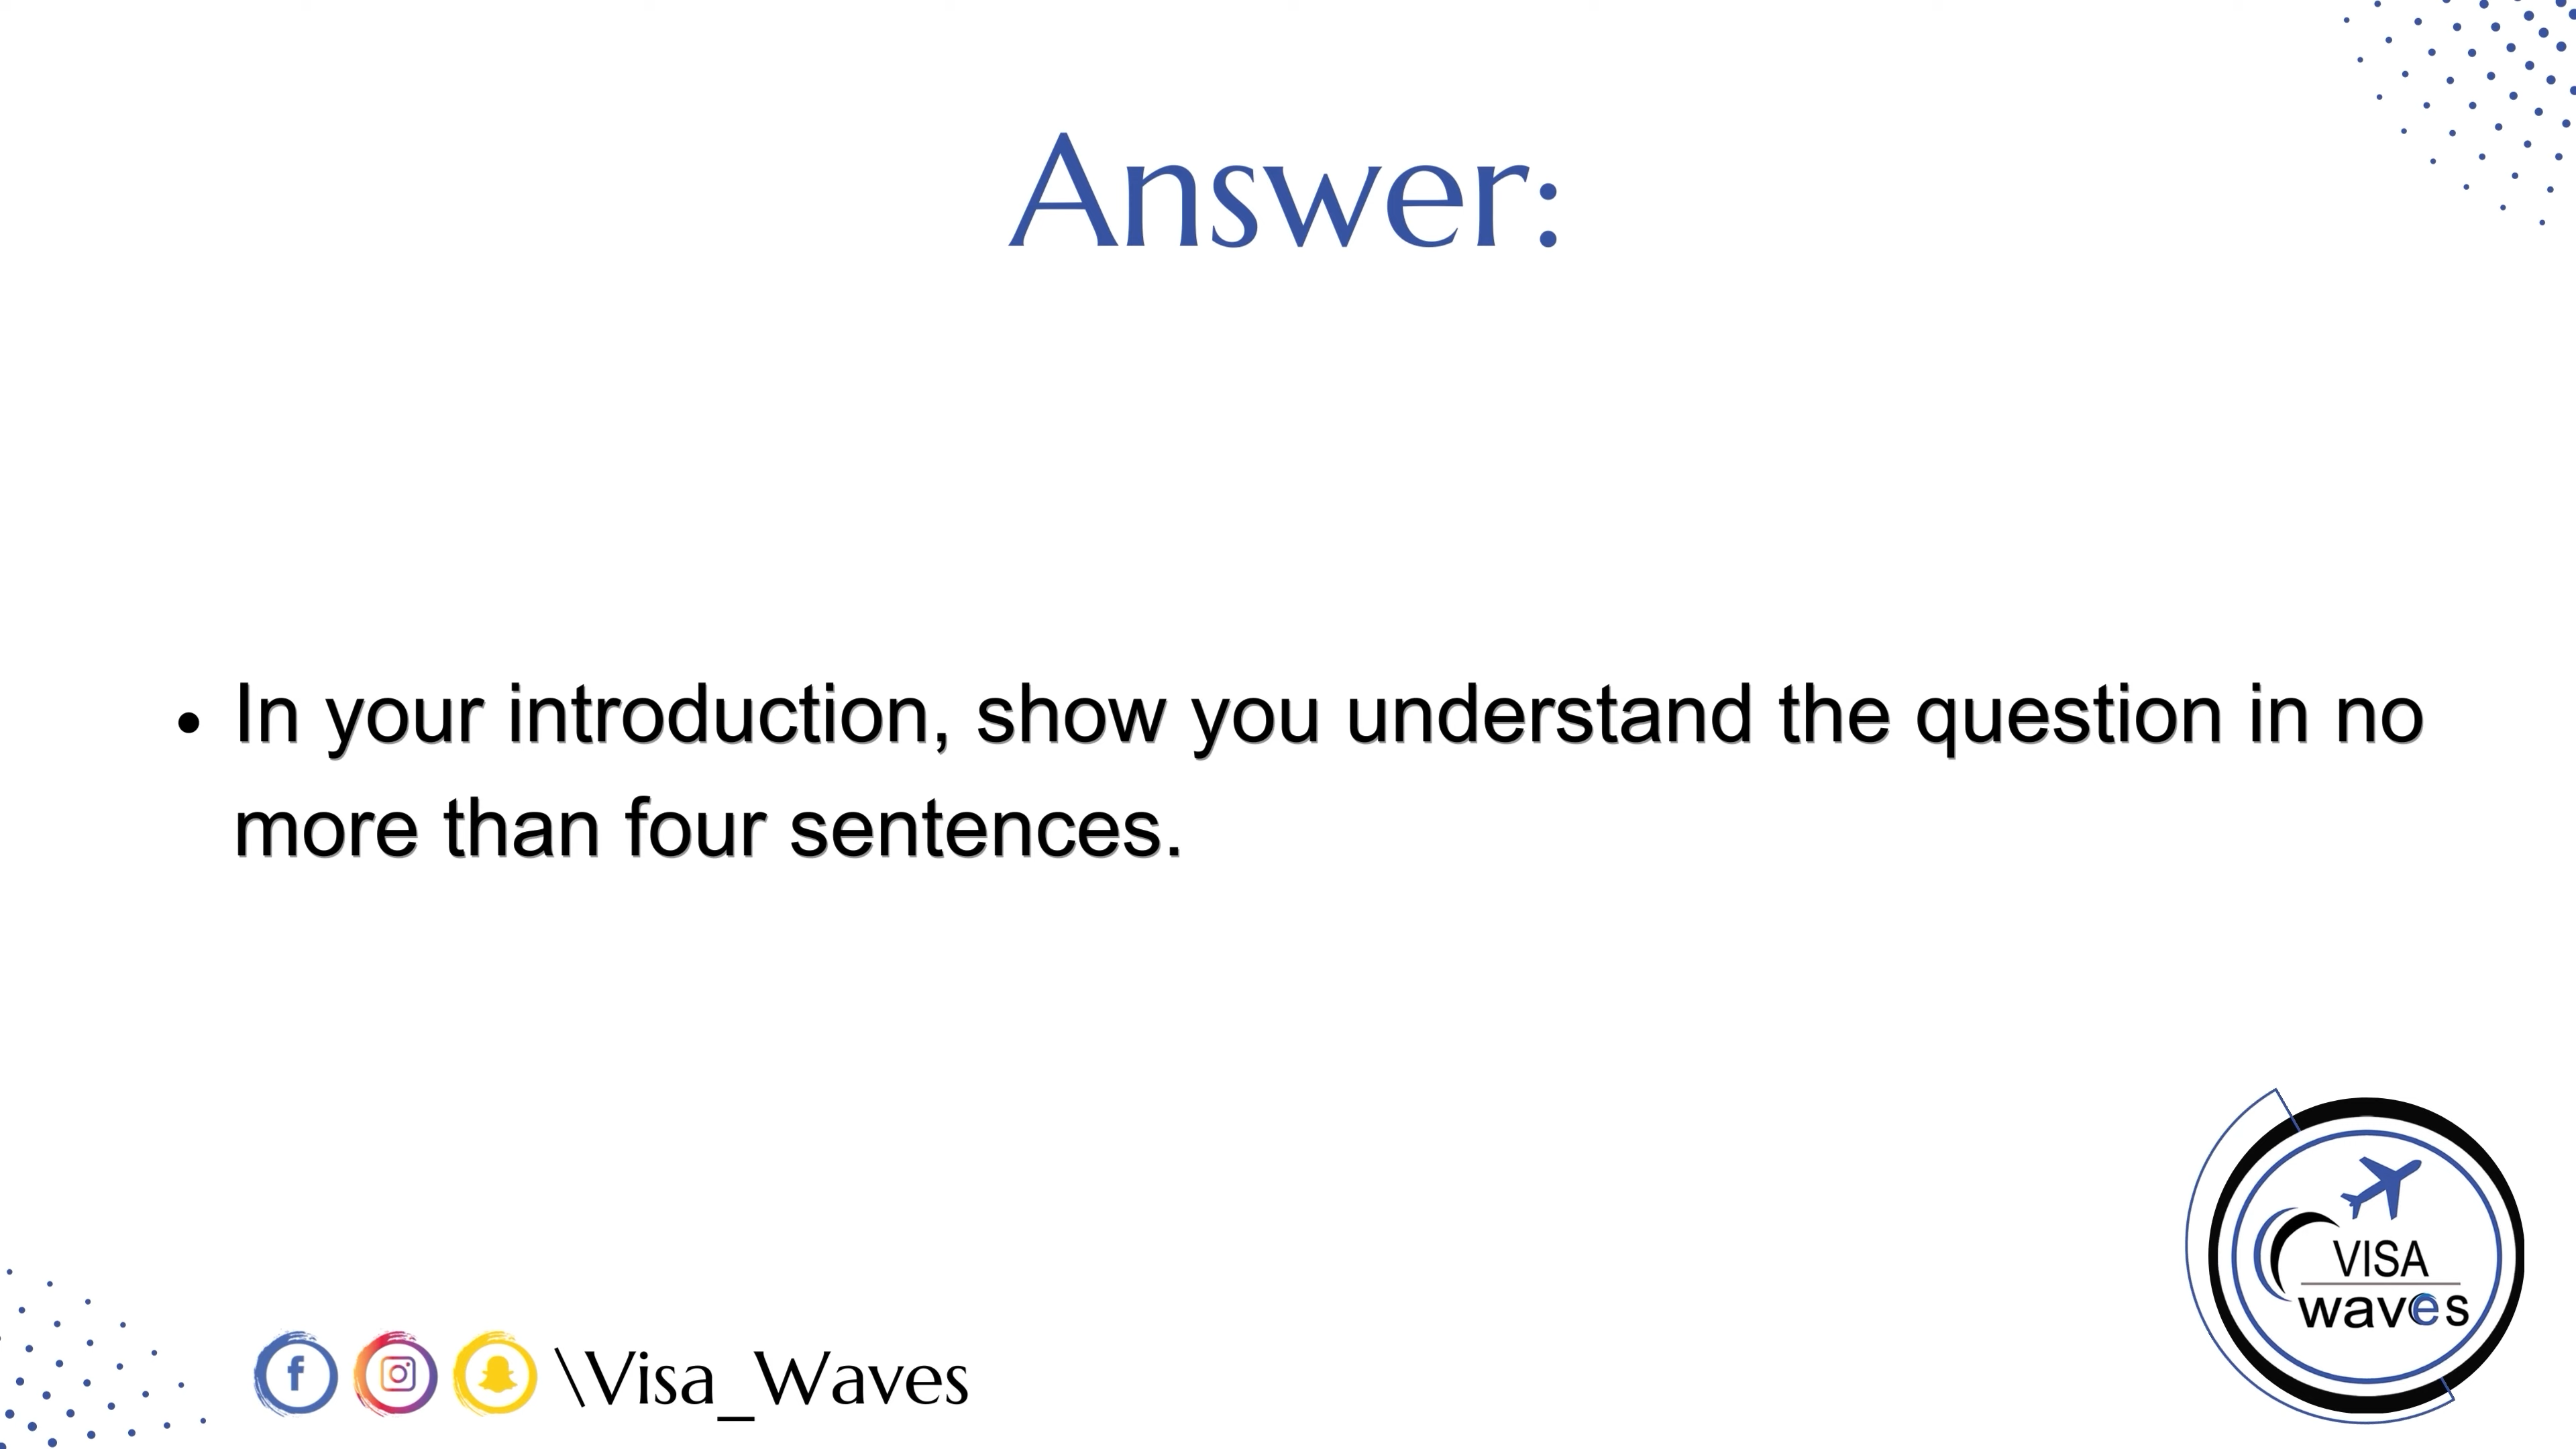 Answer:
• In your introduction, show you understand the question in no
more than four sentences.
VISA
waves
\Visa_Waves